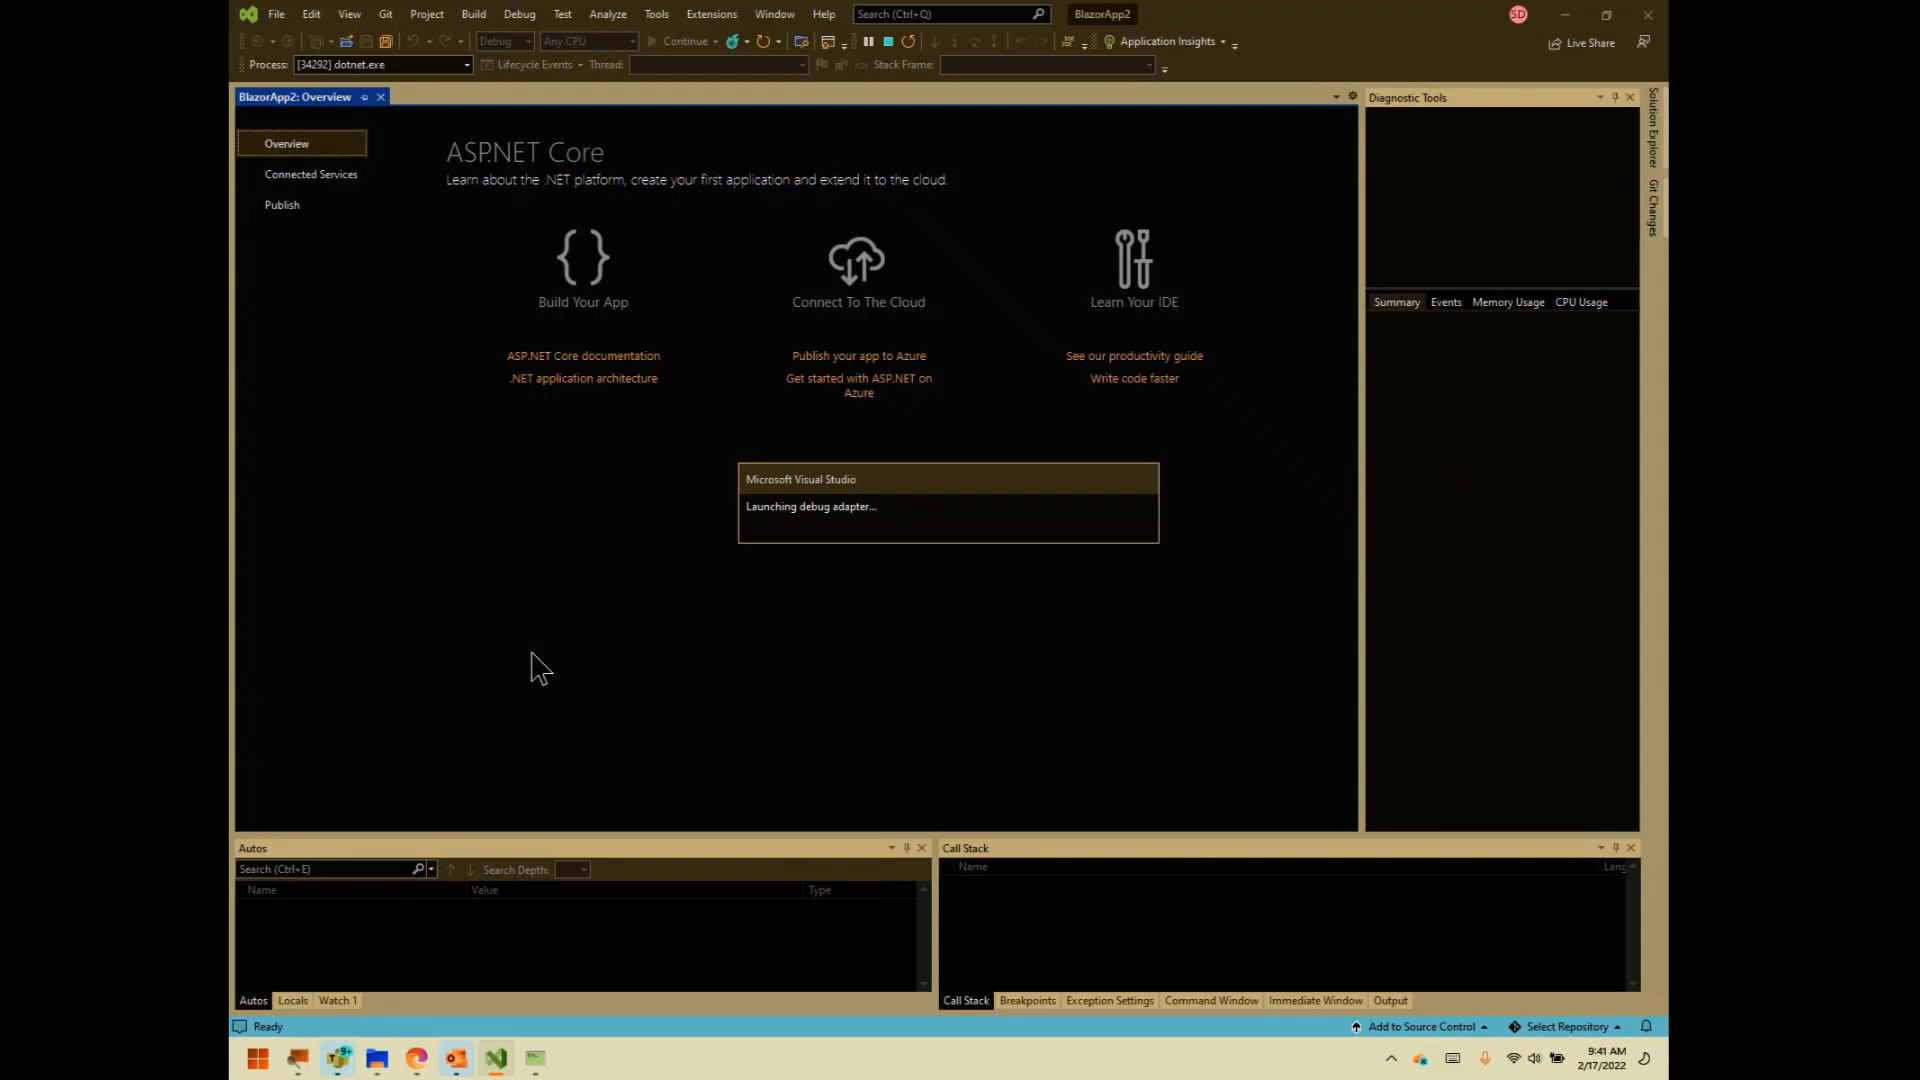 File Edit View Git Project Build Debug Test Analyze Tools Extensions Window Help Search (Ctrl+Q) BlazorApp2 SD
Debug Any CPU Continue Application Insights Live Share
Process: [34292] dotnet.exe Lifecycle Events Thread: Stack Frame:
BlazorApp2: Overview
Diagnostic Tools
Solution Explorer
Git Changes
Overview
Connected Services
Publish
ASP.NET Core
Learn about the .NET platform, create your first application and extend it to the cloud.
Build Your App
Connect To The Cloud
Learn Your IDE
ASP.NET Core documentation
.NET application architecture
Publish your app to Azure
Get started with ASP.NET on
Azure
See our productivity guide
Write code faster
Summary Events Memory Usage CPU Usage
Microsoft Visual Studio
Launching debug adapter...
Autos
Search (Ctrl+E) Search Depth:
Name Value Type
Autos Locals Watch 1
Call Stack
Name Lang
Call Stack Breakpoints Exception Settings Command Window Immediate Window Output
Ready
Add to Source Control Select Repository
9+
9:41 AM
2/17/2022